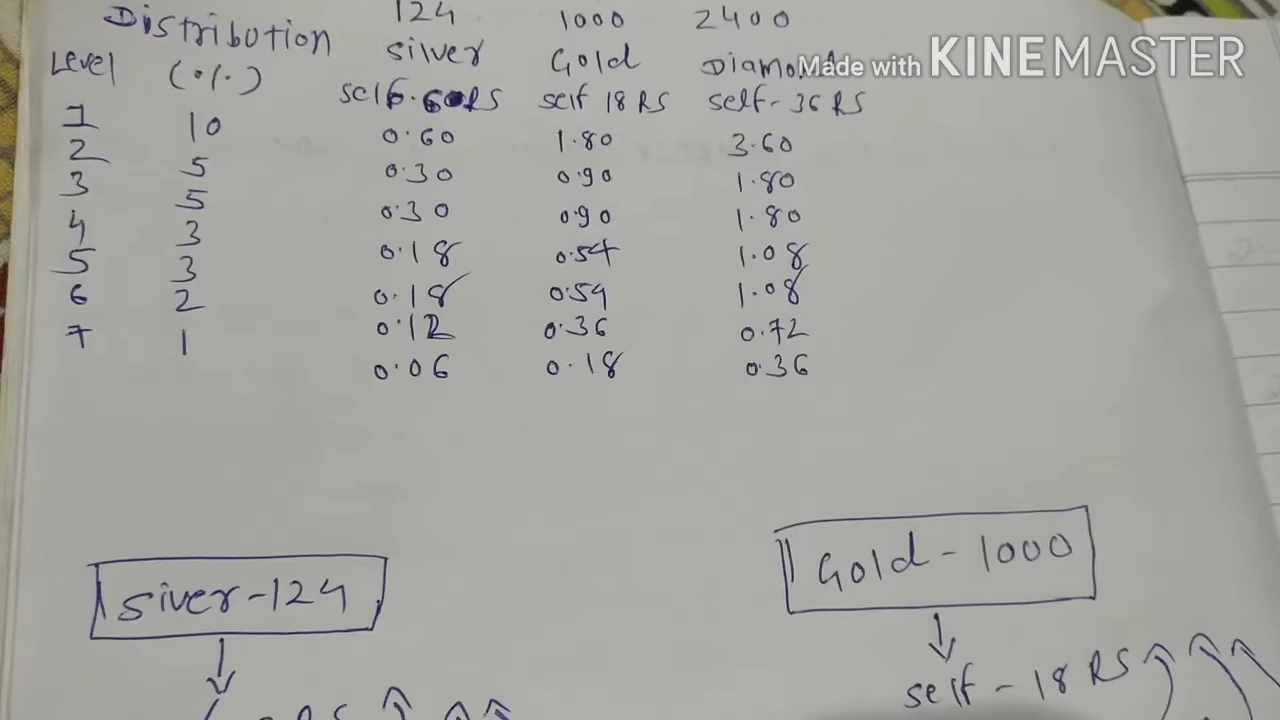 Distribution 124 1000 2400
Level (%) silver Gold Diamond
self. 6 RS self 18 RS self - 36 RS
Made with KINEMASTER
1 10 0.60 1.80 3.60
2 5 0.30 0.90 1.80
3 5 0.30 0.90 1.80
4 3 0.18 0.54 1.08
5 3 0.18 0.54 1.08
6 2 0.12 0.36 0.72
7 1 0.06 0.18 0.36
Siver-124
Gold-1000
self - 18 RS
RS